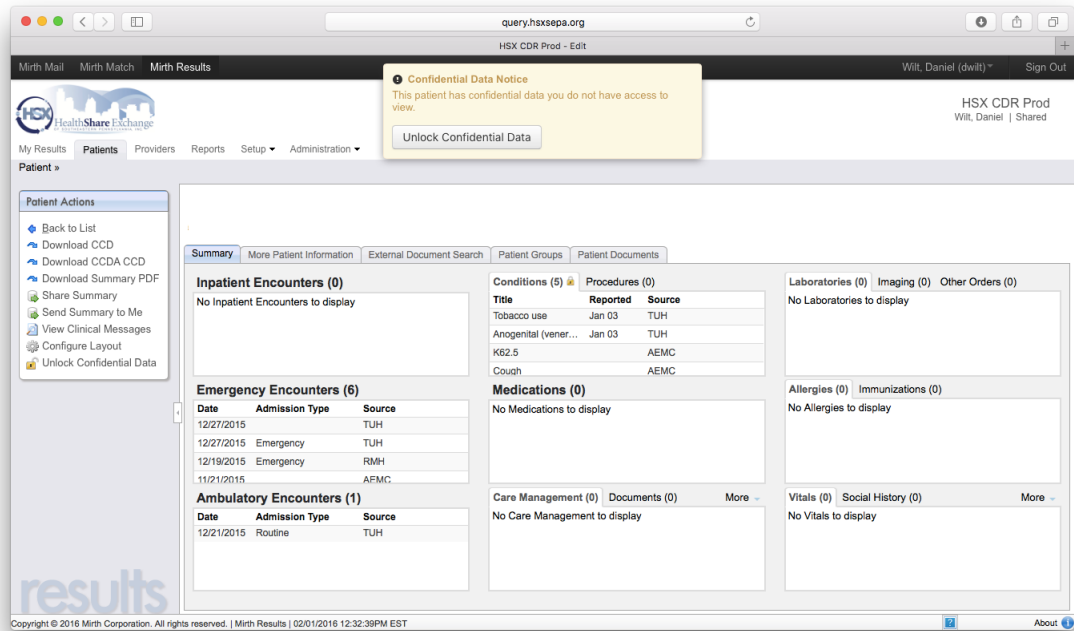 query.hsxsepa.org
HSX CDR Prod - Edit
Mirth Mail Mirth Match Mirth Results Wilt, Daniel (dwilt) Sign Out
Confidential Data Notice
This patient has confidential data you do not have access to
view.
Unlock Confidential Data
HSX HealthShare Exchange
OF SOUTHEASTERN PENNSYLVANIA, INC
HSX CDR Prod
Wilt, Daniel | Shared
My Results Patients Providers Reports Setup Administration
Patient »
Patient Actions
Back to List
Download CCD
Download CCDA CCD
Download Summary PDF
Share Summary
Send Summary to Me
View Clinical Messages
Configure Layout
Unlock Confidential Data
Summary More Patient Information External Document Search Patient Groups Patient Documents
Inpatient Encounters (0)
No Inpatient Encounters to display
Conditions (5) Procedures (0)
Title Reported Source
Tobacco use Jan 03 TUH
Anogenital (vener... Jan 03 TUH
K62.5 AEMC
Cough AEMC
Laboratories (0) Imaging (0) Other Orders (0)
No Laboratories to display
Emergency Encounters (6)
Date Admission Type Source
12/27/2015 TUH
12/27/2015 Emergency TUH
12/19/2015 Emergency RMH
11/21/2015 AEMC
Medications (0)
No Medications to display
Allergies (0) Immunizations (0)
No Allergies to display
Ambulatory Encounters (1)
Date Admission Type Source
12/21/2015 Routine TUH
Care Management (0) Documents (0) More
No Care Management to display
Vitals (0) Social History (0) More
No Vitals to display
results
Copyright © 2016 Mirth Corporation. All rights reserved. | Mirth Results | 02/01/2016 12:32:39PM EST
? About i